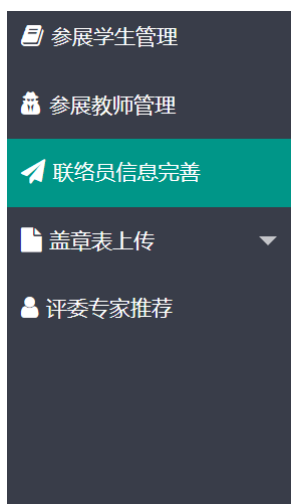 参展学生管理
参展教师管理
联络员信息完善
盖章表上传
评委专家推荐